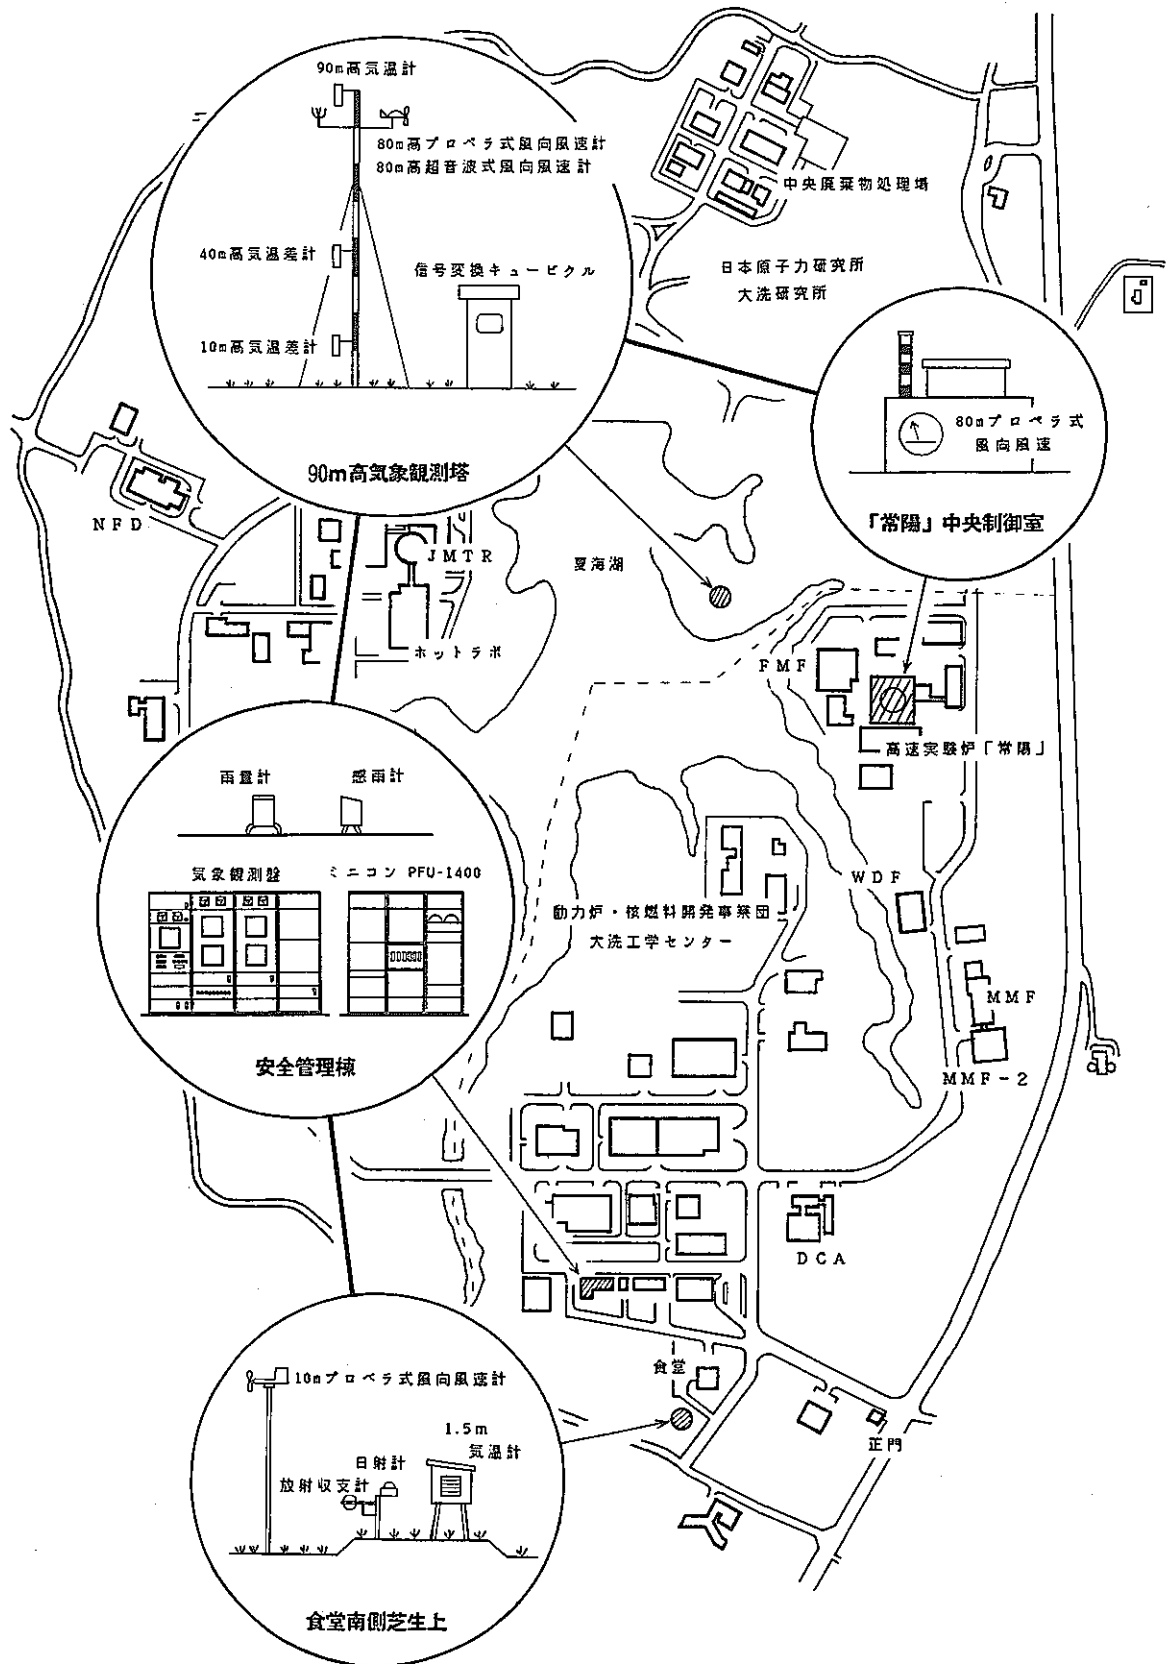 90m高気温計
80m高プロペラ式風向風速計
80m高超音波式風向風速計
40m高気温差計
信号変換キュービクル
10m高気温差計
90m高気象観測塔
中央廃棄物処理場
日本原子力研究所
大洗研究所
80mプロペラ式
風向風速
「常陽」中央制御室
NFD
JMTR
夏海湖
ホットラボ
FMF
高速実験炉「常陽」
雨量計
感雨計
気象観測盤
ミニコン PFU-1400
安全管理棟
WDF
動力炉・核燃料開発事業団
大洗工学センター
MMF
MMF-2
DCA
食堂
正門
10mプロペラ式風向風速計
1.5m
気温計
日射計
放射収支計
食堂南側芝生上